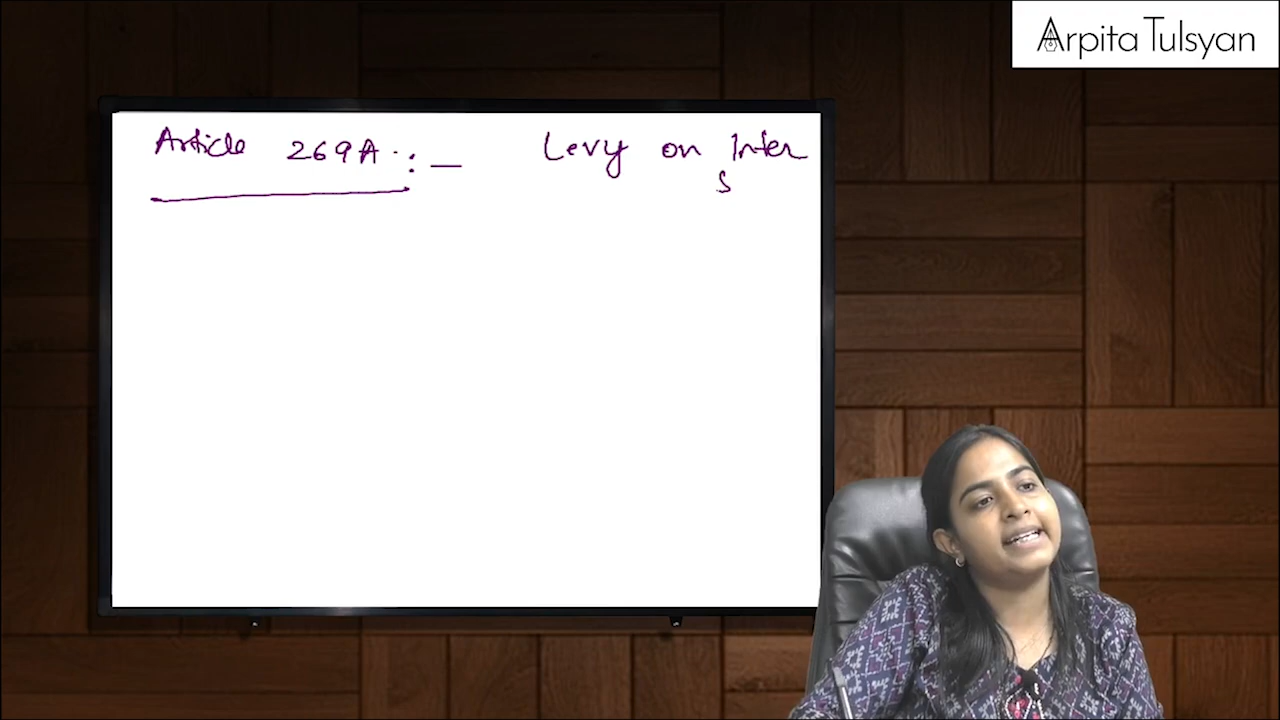 Arpita Tulsyan
Article 269A. : — Levy on Inter
S